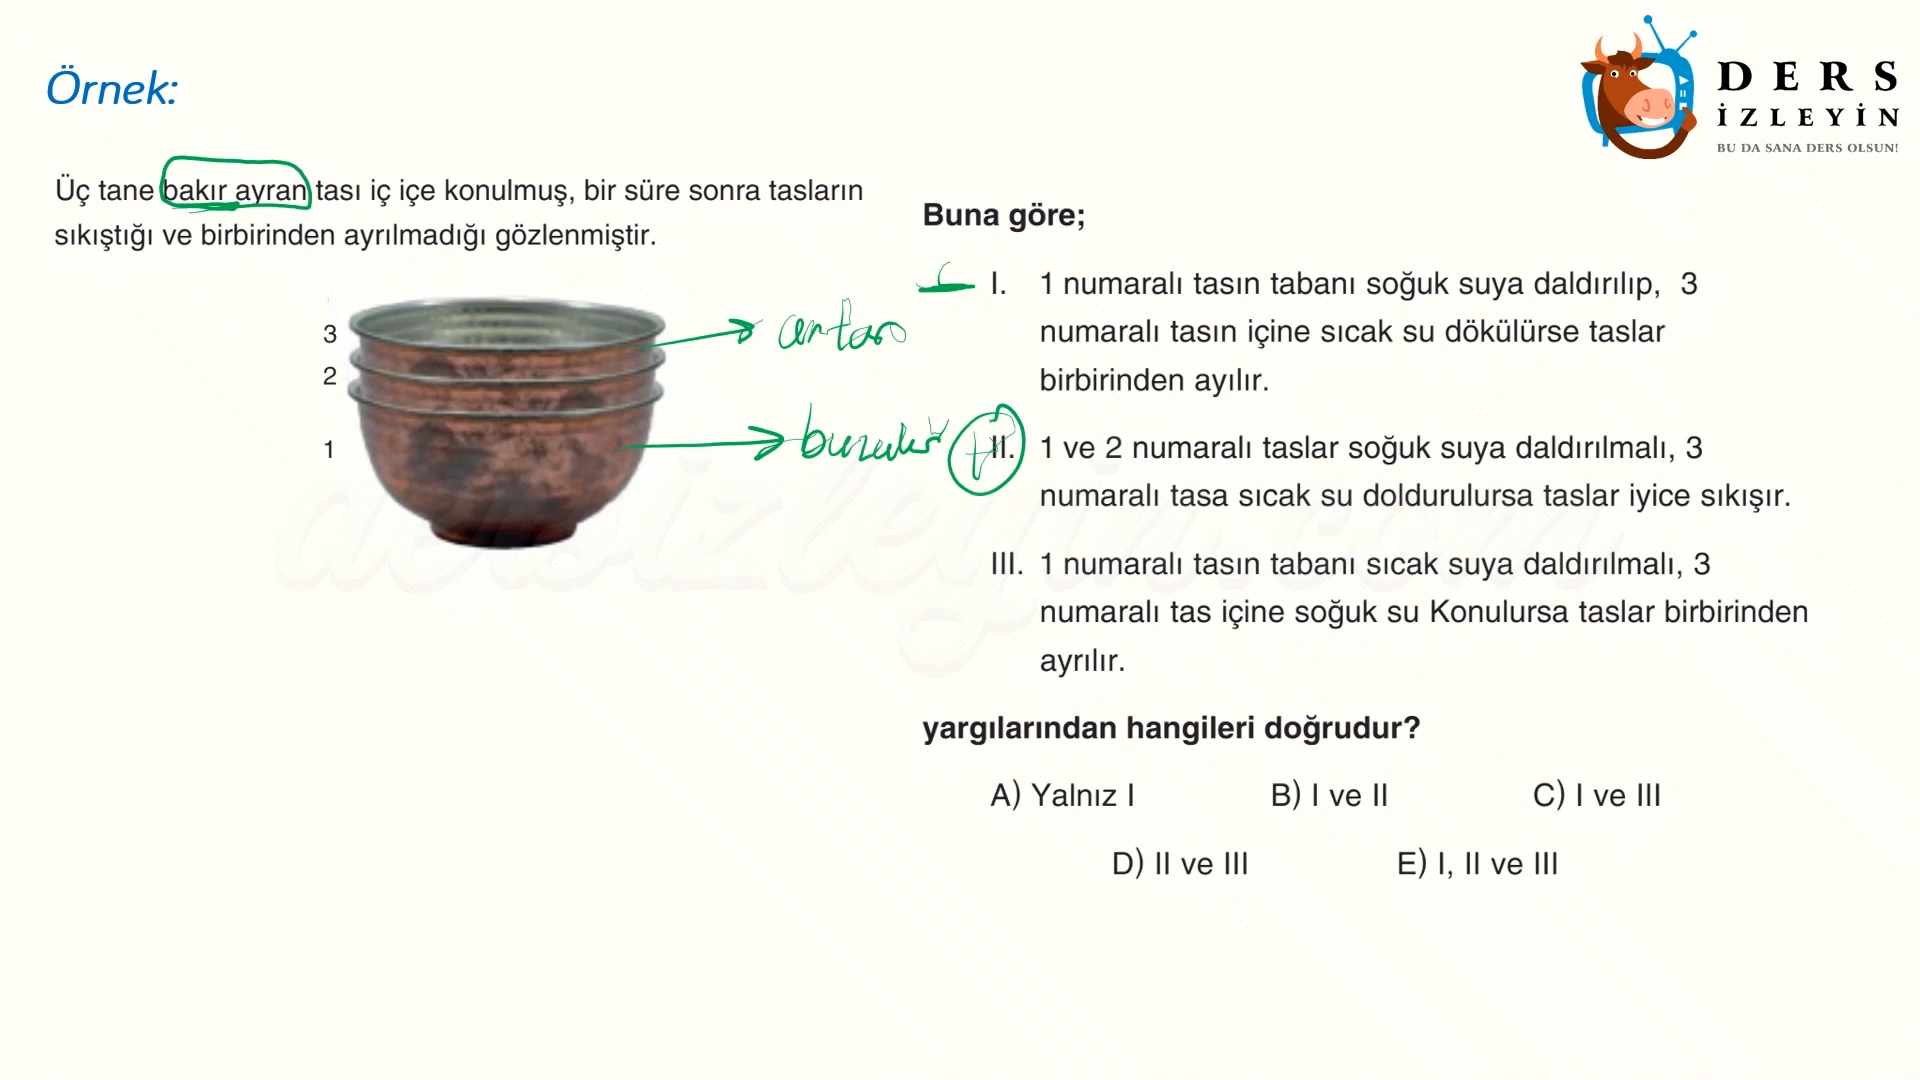 Örnek:
DERS
İZLEYİN
BU DA SANA DERS OLSUN!
Üç tane bakır ayran tası iç içe konulmuş, bir süre sonra tasların
sıkıştığı ve birbirinden ayrılmadığı gözlenmiştir.
3
2
1
Buna göre;
I. 1 numaralı tasın tabanı soğuk suya daldırılıp, 3
numaralı tasın içine sıcak su dökülürse taslar
birbirinden ayılır.
II. 1 ve 2 numaralı taslar soğuk suya daldırılmalı, 3
numaralı tasa sıcak su doldurulursa taslar iyice sıkışır.
III. 1 numaralı tasın tabanı sıcak suya daldırılmalı, 3
numaralı tas içine soğuk su Konulursa taslar birbirinden
ayrılır.
yargılarından hangileri doğrudur?
A) Yalnız I B) I ve II C) I ve III
D) II ve III E) I, II ve III
dersizleyin.com